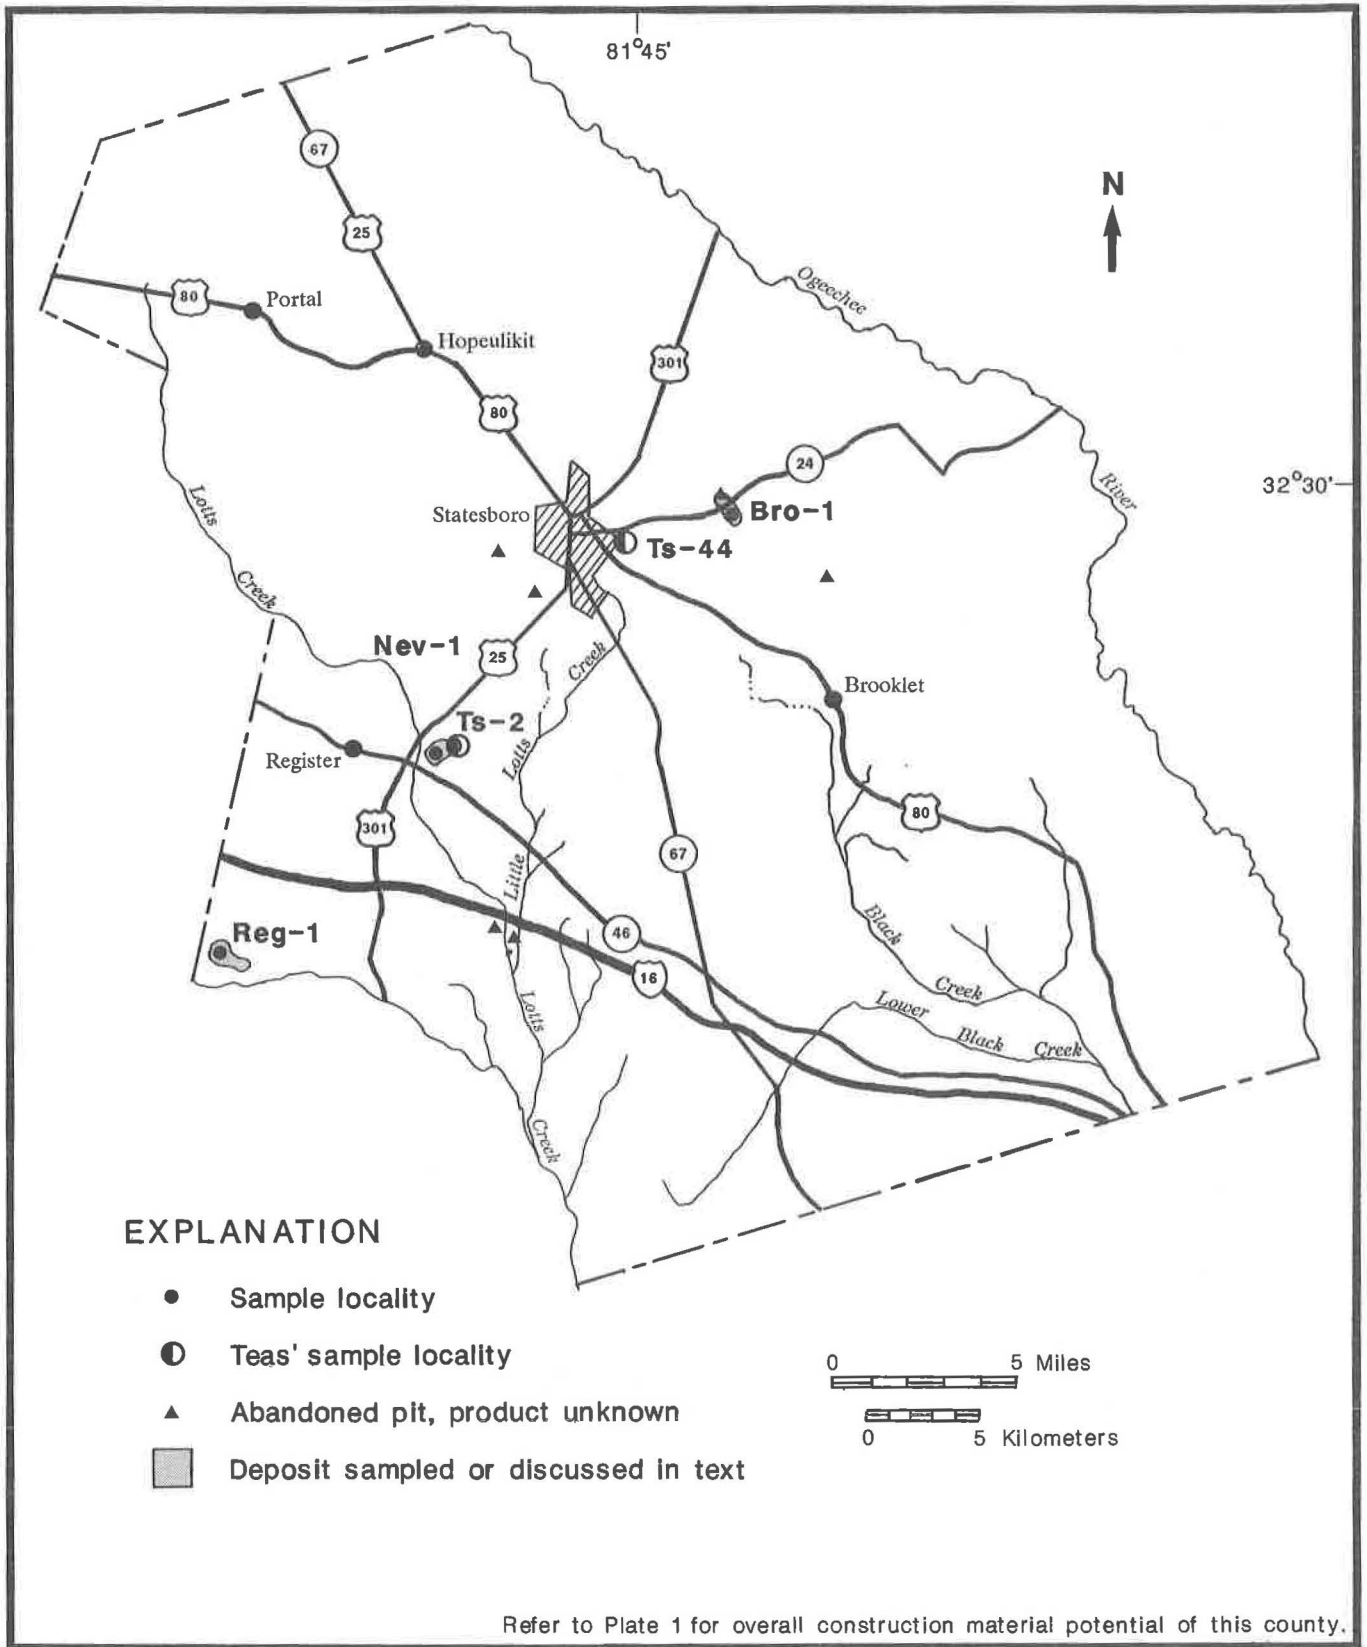 81°45'
N
67
25
80
Portal
Ogeechee
Hopeulikit
301
80
24
River
32°30'
Lotts
Statesboro
Bro-1
Ts-44
Creek
Nev-1
25
Creek
Brooklet
Ts-2
Register
Lotts
80
301
67
Little
Reg-1
46
Black
16
Creek
Lotts
Lower
Black
Creek
Creek
EXPLANATION
Sample locality
Teas' sample locality
Abandoned pit, product unknown
Deposit sampled or discussed in text
0 5 Miles
0 5 Kilometers
Refer to Plate 1 for overall construction material potential of this county.